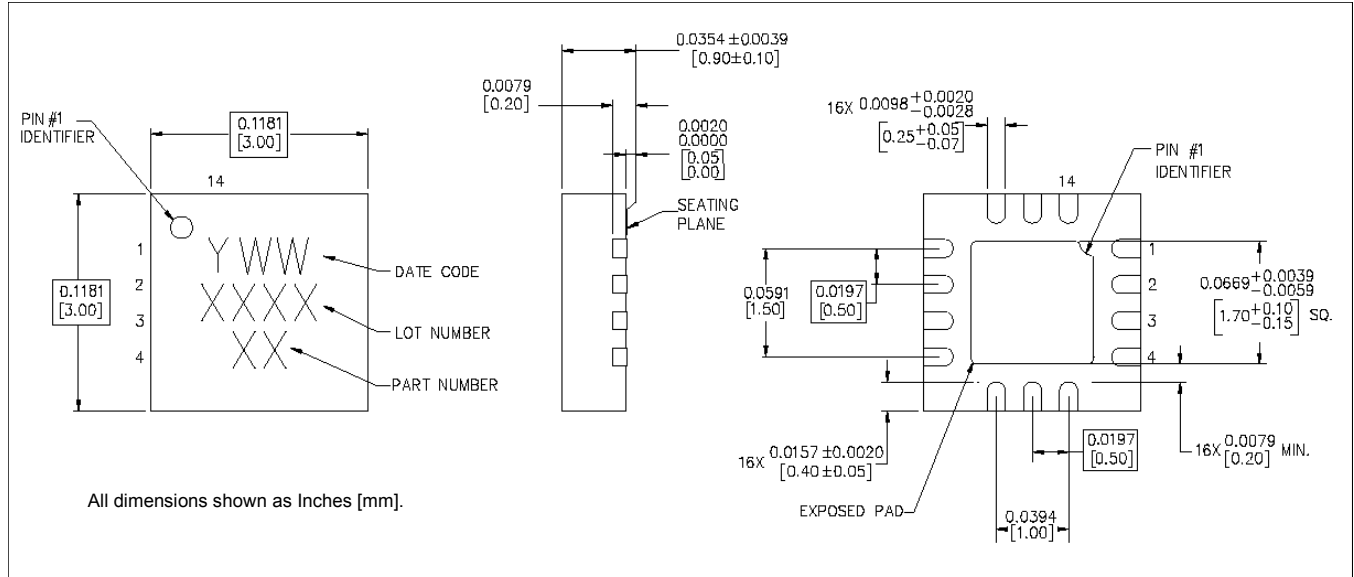 PIN #1
IDENTIFIER
0.1181
[3.00]
14
0.1181
[3.00]
1
2
3
4
Y WW
XXXX
XX
DATE CODE
LOT NUMBER
PART NUMBER
All dimensions shown as Inches [mm].
0.0354 ±0.0039
[0.90±0.10]
0.0079
[0.20]
0.0020
0.0000
[0.05]
[0.00]
SEATING
PLANE
16X 0.0098 +0.0020
-0.0028
[0.25 +0.05
-0.07]
PIN #1
IDENTIFIER
14
1
2
3
4
0.0591
[1.50]
0.0197
[0.50]
0.0669 +0.0039
-0.0059
[1.70 +0.10
-0.15] SQ.
16X 0.0157 ±0.0020
[0.40 ±0.05]
0.0197
[0.50]
16X 0.0079 MIN.
[0.20]
EXPOSED PAD
0.0394
[1.00]